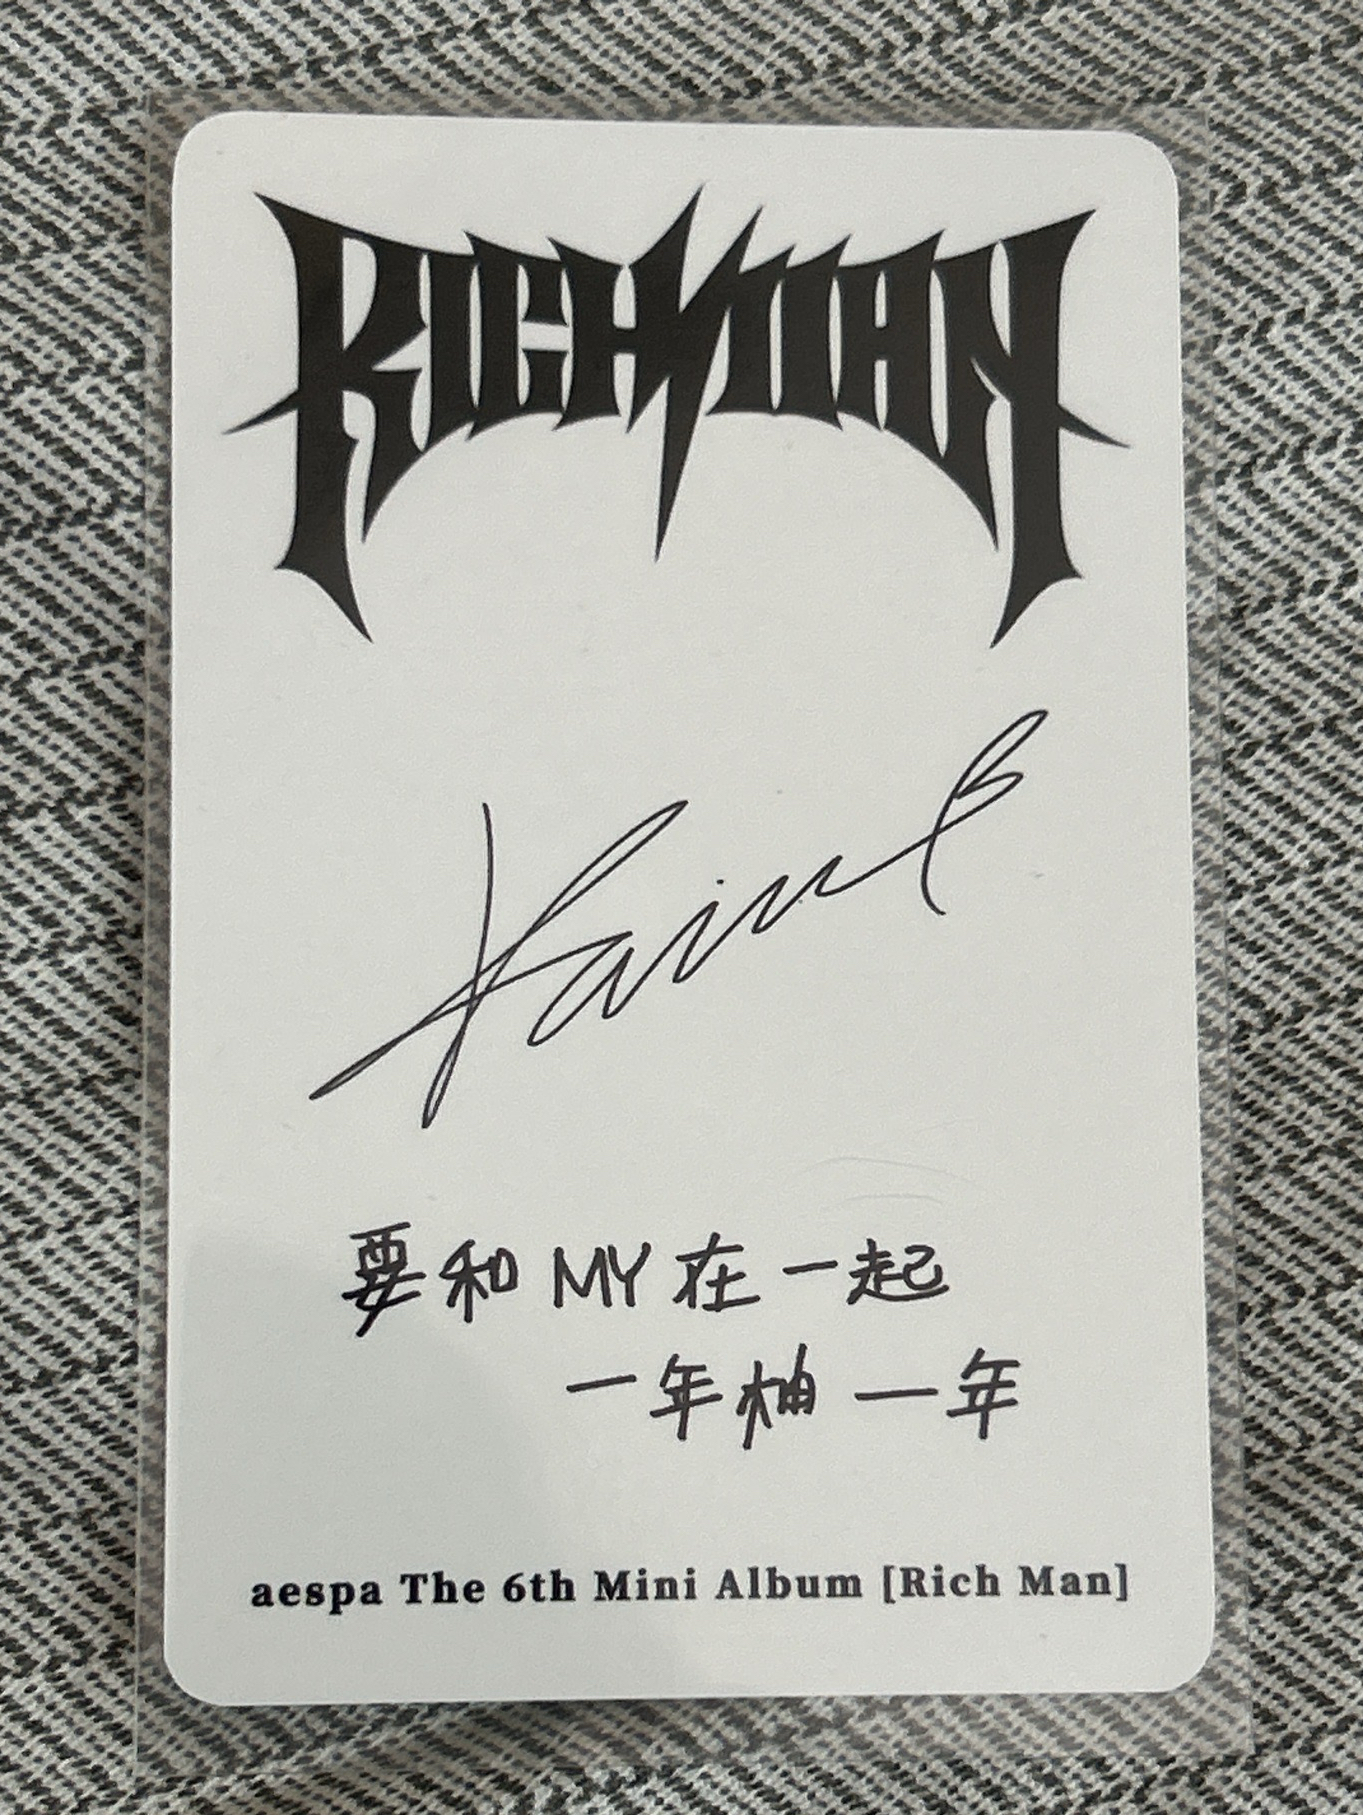 RICH MAN
Karina
要和MY在一起
一年柚一年
aespa The 6th Mini Album [Rich Man]